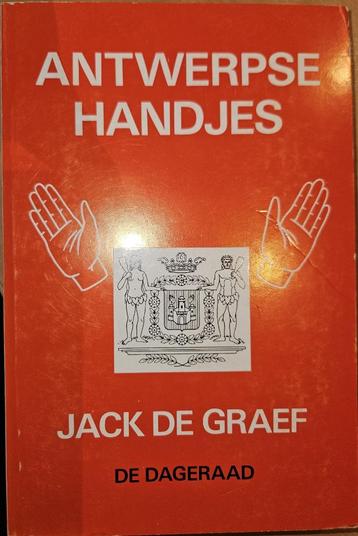 ANTWERPSE
HANDJES
JACK DE GRAEF
DE DAGERAAD